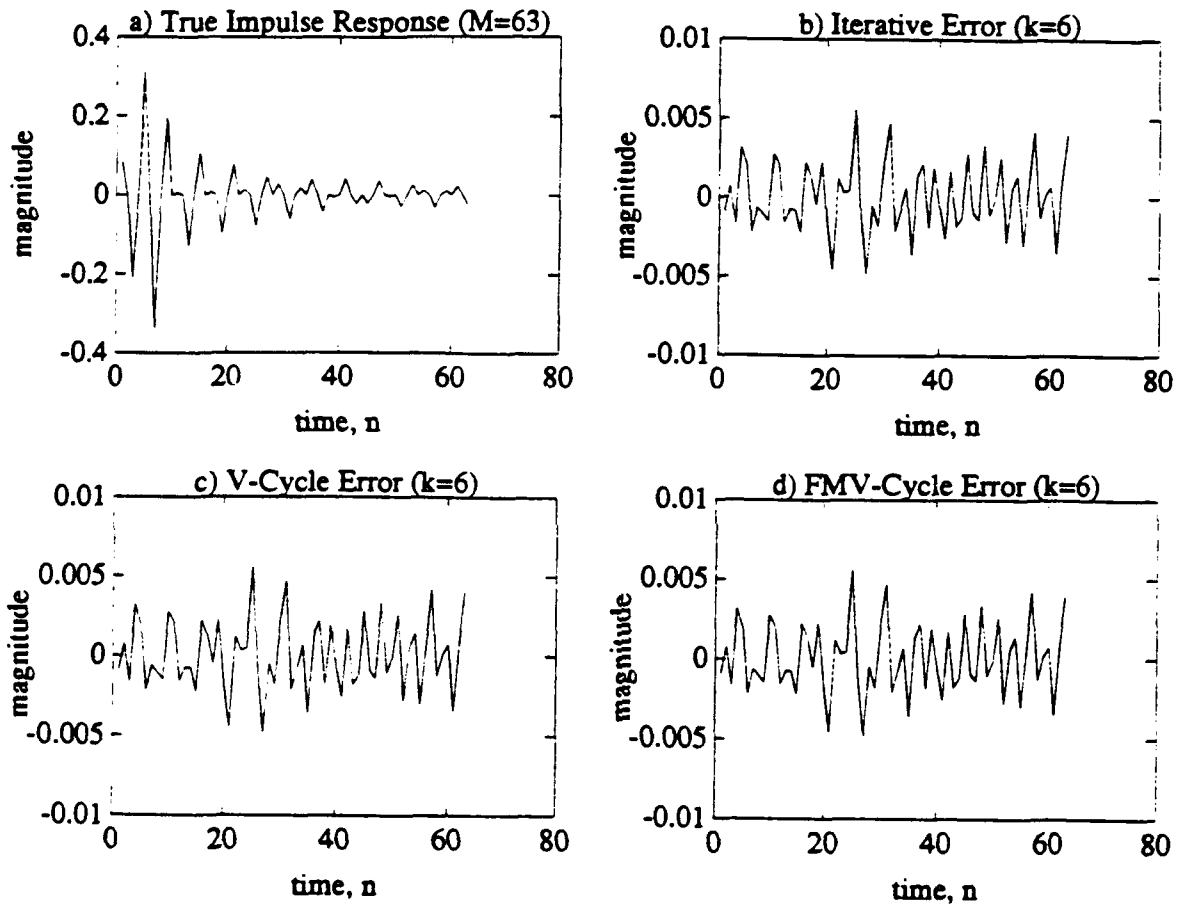 a) True Impulse Response (M=63)
0.4
0.2
0
-0.2
-0.4
magnitude
0 20 40 60 80
time, n
b) Iterative Error (k=6)
0.01
0.005
0
-0.005
-0.01
magnitude
0 20 40 60 80
time, n
c) V-Cycle Error (k=6)
0.01
0.005
0
-0.005
-0.01
magnitude
0 20 40 60 80
time, n
d) FMV-Cycle Error (k=6)
0.01
0.005
0
-0.005
-0.01
magnitude
0 20 40 60 80
time, n